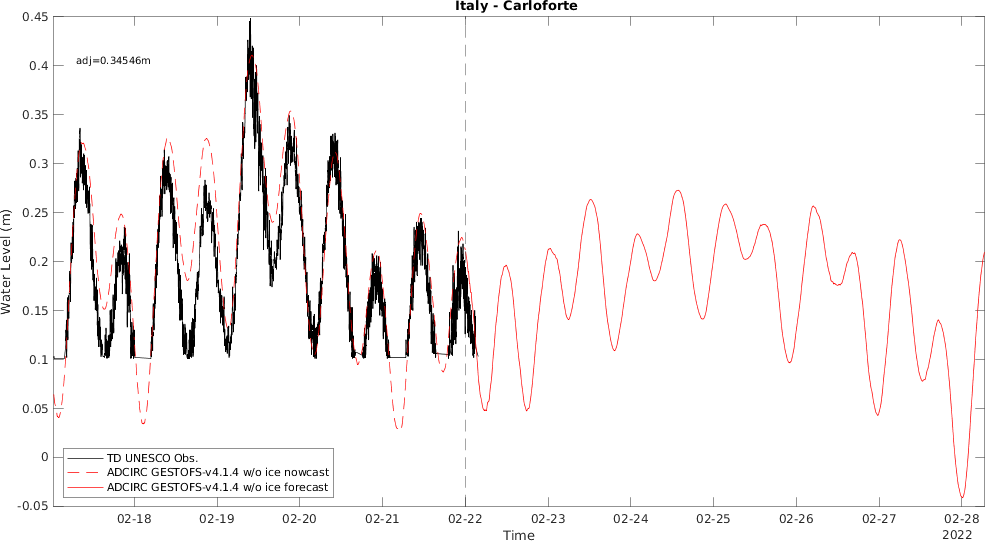 Italy - Carloforte
0.45
adj=0.34546m
0.4
0.35
0.3
0.25
0.2
0.15
0.1
0.05
0
-0.05
Water Level (m)
TD UNESCO Obs.
ADCIRC GESTOFS-v4.1.4 w/o ice nowcast
ADCIRC GESTOFS-v4.1.4 w/o ice forecast
02-18 02-19 02-20 02-21 02-22 02-23 02-24 02-25 02-26 02-27 02-28
Time
2022